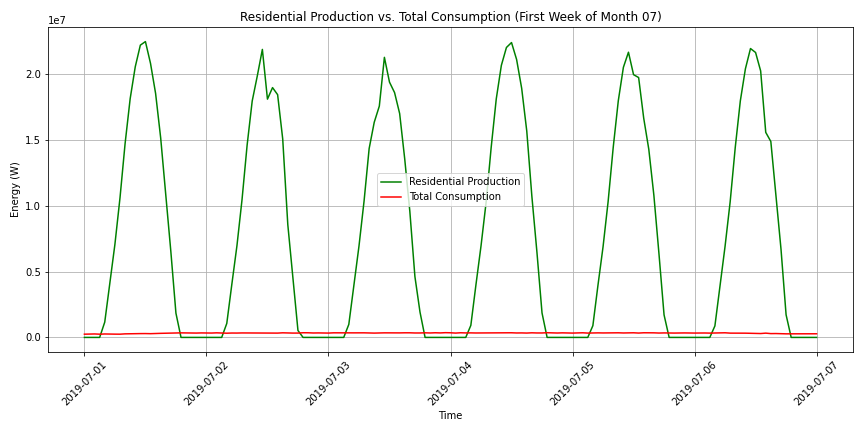 Residential Production vs. Total Consumption (First Week of Month 07)
1e7
2.0
1.5
1.0
0.5
0.0
Energy (W)
Residential Production
Total Consumption
2019-07-01
2019-07-02
2019-07-03
2019-07-04
2019-07-05
2019-07-06
2019-07-07
Time